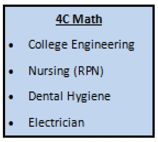 4C Math
• College Engineering
• Nursing (RPN)
• Dental Hygiene
• Electrician